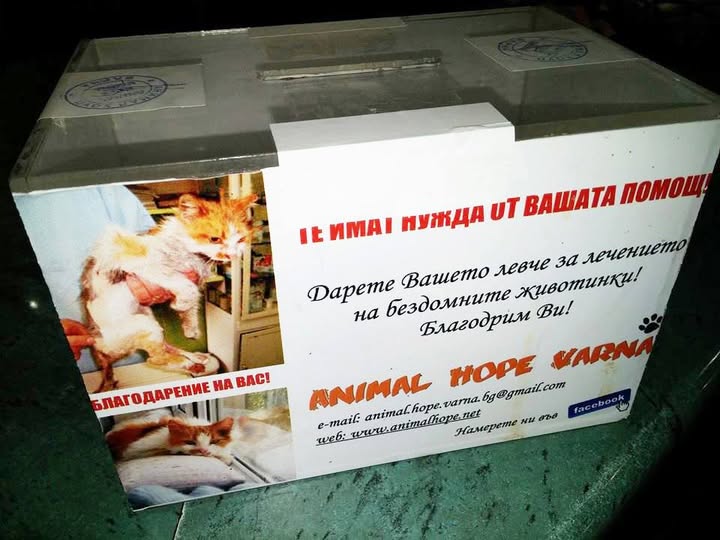 ТЕ ИМАТ НУЖДА ОТ ВАШАТА ПОМОЩ!
Дарете Вашето левче за лечението
на бездомните животинки!
Благодрим Ви!
БЛАГОДАРЕНИЕ НА ВАС!
ANIMAL HOPE VARNA
e-mail: animal.hope.varna.bg@gmail.com
web: www.animalhope.net
Намерете ни във facebook